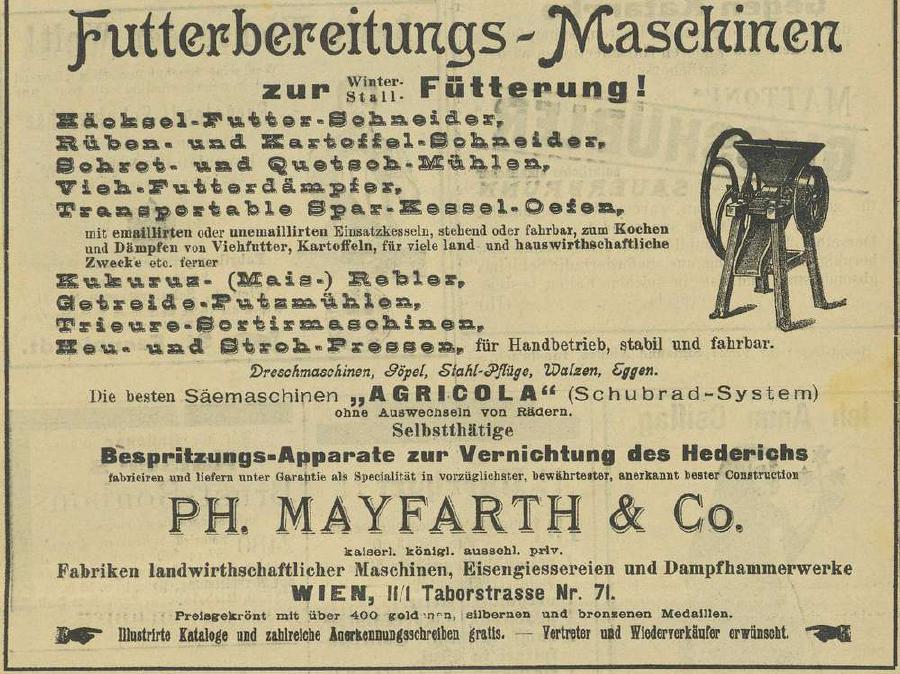 Futterbereitungs-Maschinen
zur Winter- Stall- Fütterung!
Häcksel-Futter-Schneider,
Rüben- und Kartoffel-Schneider,
Schrot- und Quetsch-Mühlen,
Vieh-Futterdämpfer,
Transportable Spar-Kessel-Oefen,
mit emaillirten oder unemaillirten Einsatzkesseln, stehend oder fahrbar, zum Kochen
und Dämpfen von Viehfutter, Kartoffeln, für viele land- und hauswirthschaftliche
Zwecke etc. ferner
Kukuruz- (Mais-) Rebler,
Getreide-Putzmühlen,
Trieure-Sortirmaschinen,
Heu- und Stroh-Pressen, für Handbetrieb, stabil und fahrbar.
Dreschmaschinen, Göpel, Stahl-Pflüge, Walzen, Eggen.
Die besten Säemaschinen „AGRICOLA“ (Schubrad-System)
ohne Auswechseln von Rädern.
Selbstthätige
Bespritzungs-Apparate zur Vernichtung des Hederichs
fabriciren und liefern unter Garantie als Specialität in vorzüglichster, bewährtester, anerkannt bester Construction
PH. MAYFARTH & Co.
kaiserl. königl. ausschl. priv.
Fabriken landwirthschaftlicher Maschinen, Eisengiessereien und Dampfhammerwerke
WIEN, II/1 Taborstrasse Nr. 71.
Preisgekrönt mit über 400 goldenen, silbernen und bronzenen Medaillen.
Illustrirte Kataloge und zahlreiche Anerkennungsschreiben gratis. — Vertreter und Wiederverkäufer erwünscht.